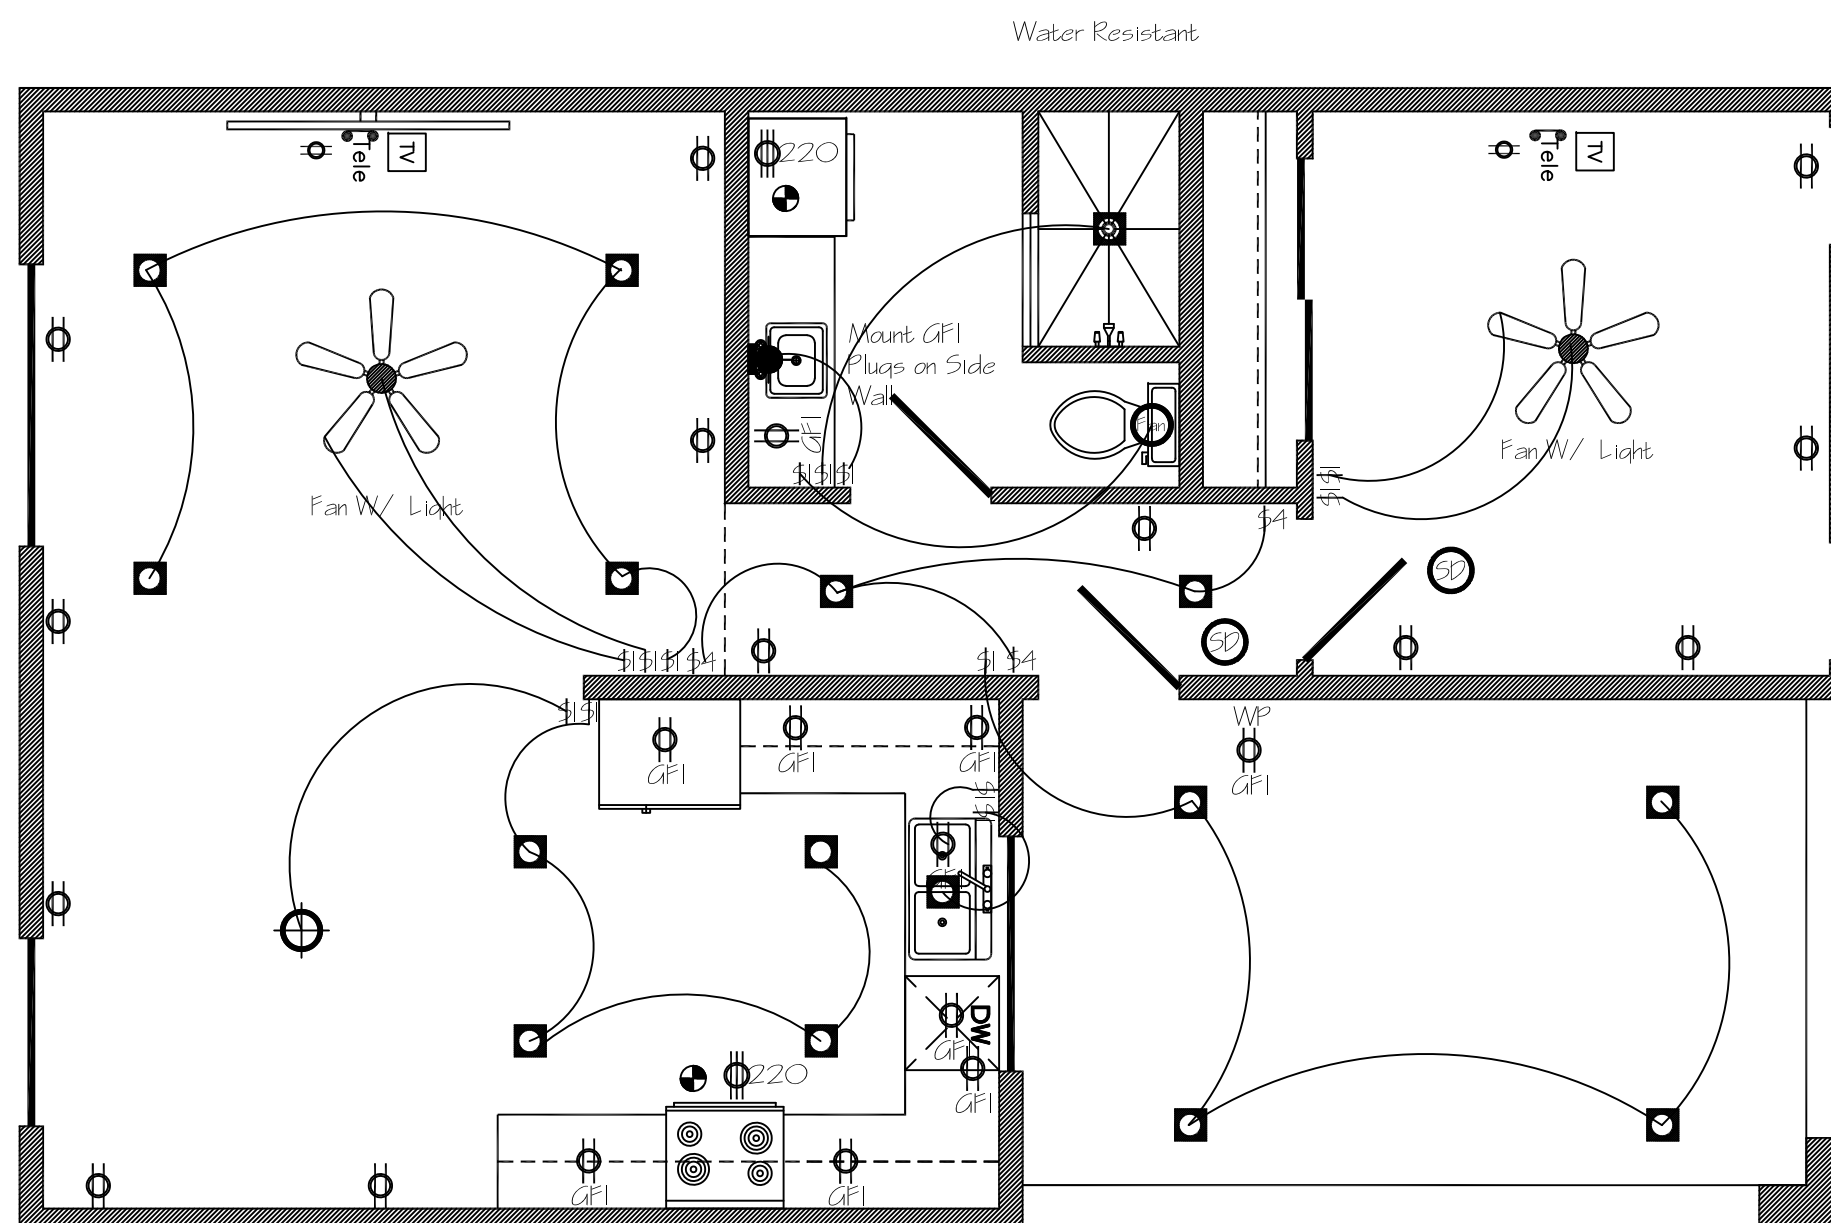 Water Resistant
Tele
TV
220
Tele
TV
Mount GFI
Plugs on Side
Wall
GFI
Fan
$ $ $
Fan W/ Light
Fan W/ Light
$ $
$4
SD
SD
$ $ $ $4
$ $4
$ $
WP
GFI
GFI
GFI
GFI
$ $
GFI
DW
GFI
GFI
220
GFI
GFI